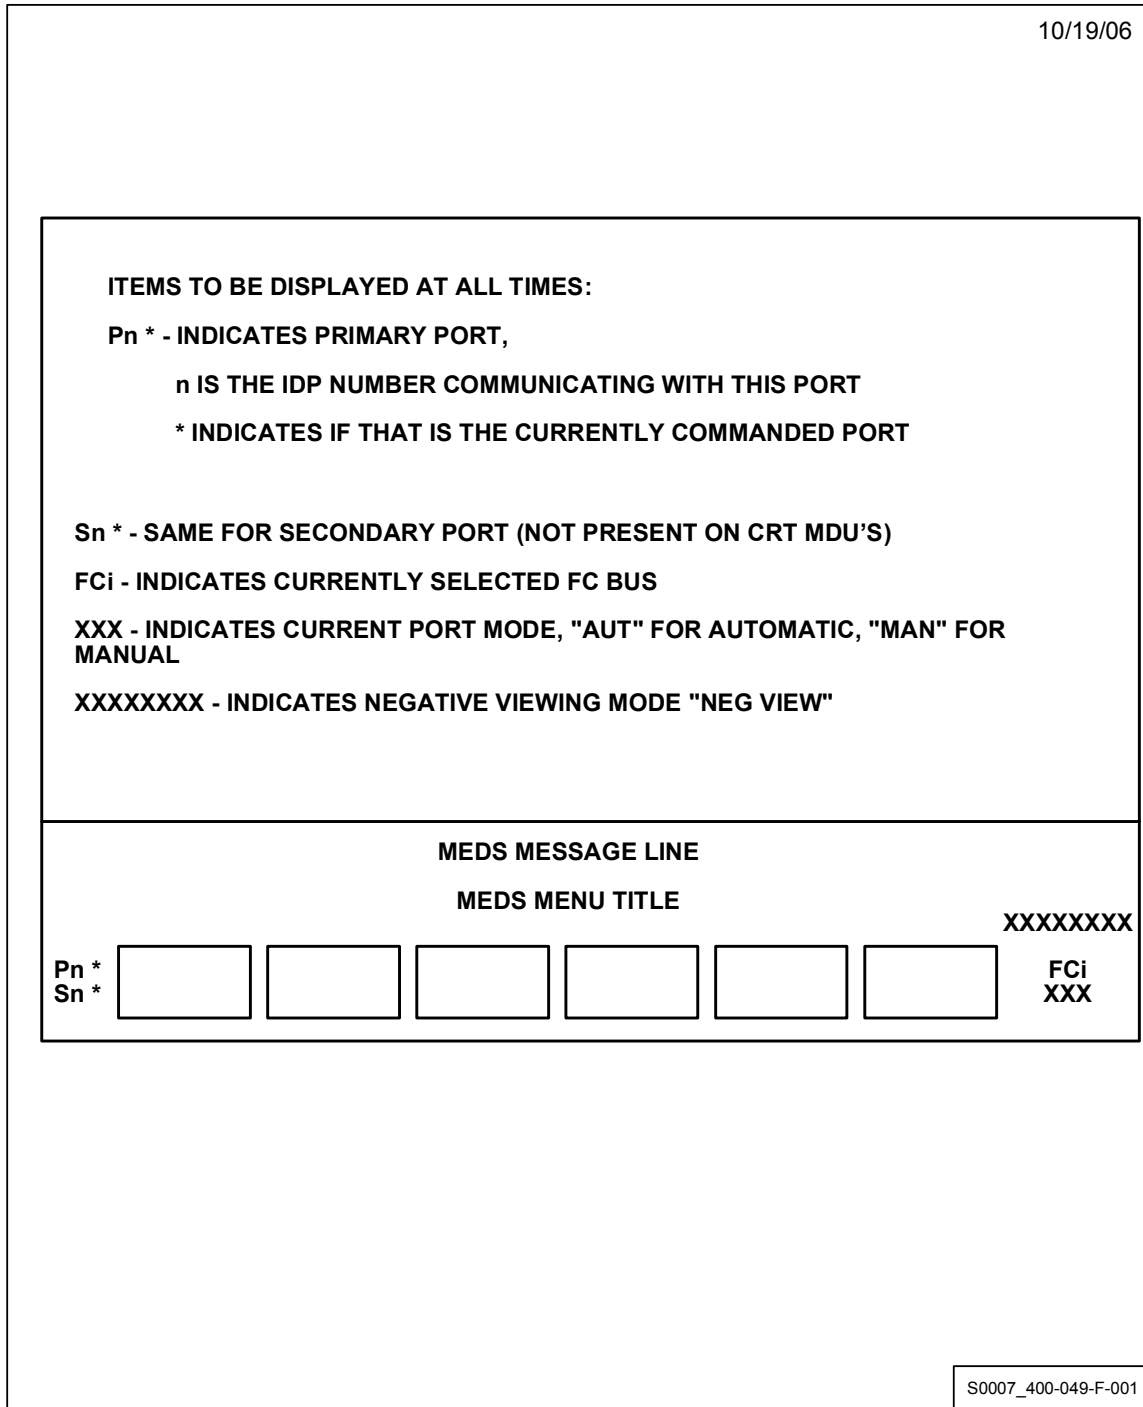 10/19/06
ITEMS TO BE DISPLAYED AT ALL TIMES:
Pn * - INDICATES PRIMARY PORT,
n IS THE IDP NUMBER COMMUNICATING WITH THIS PORT
* INDICATES IF THAT IS THE CURRENTLY COMMANDED PORT
Sn * - SAME FOR SECONDARY PORT (NOT PRESENT ON CRT MDU'S)
FCi - INDICATES CURRENTLY SELECTED FC BUS
XXX - INDICATES CURRENT PORT MODE, "AUT" FOR AUTOMATIC, "MAN" FOR
MANUAL
XXXXXXXX - INDICATES NEGATIVE VIEWING MODE "NEG VIEW"
MEDS MESSAGE LINE
MEDS MENU TITLE
XXXXXXXX
Pn *
Sn *
FCi
XXX
S0007_400-049-F-001